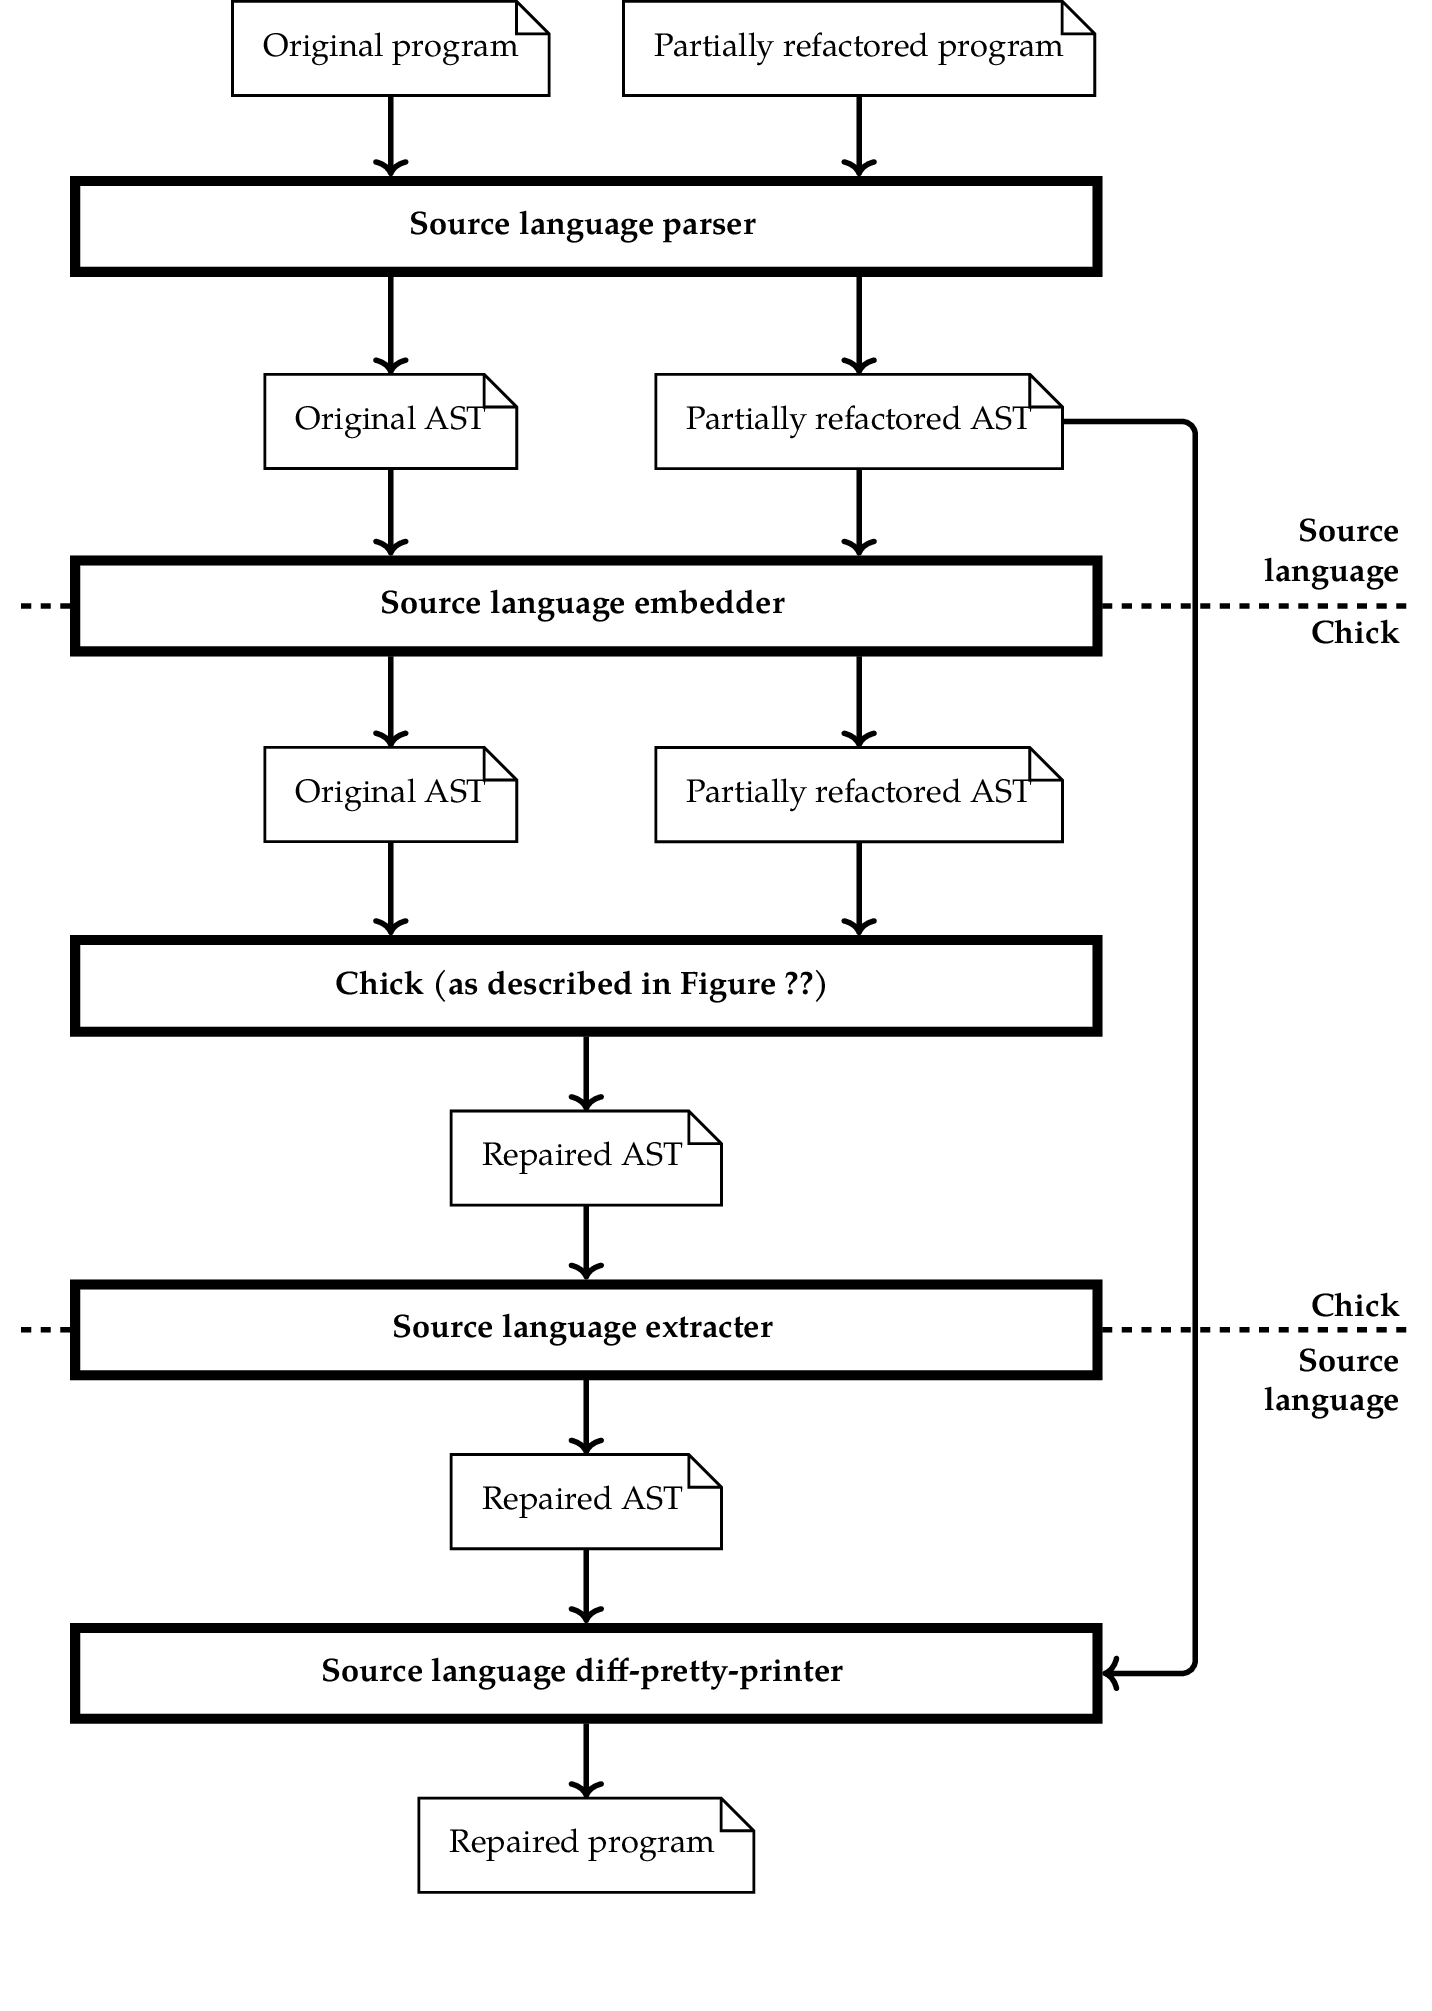 Original program
Partially refactored program
Source language parser
Original AST
Partially refactored AST
Source
language
Source language embedder
Chick
Original AST
Partially refactored AST
Chick (as described in Figure ??)
Repaired AST
Chick
Source language extracter
Source
language
Repaired AST
Source language diff-pretty-printer
Repaired program